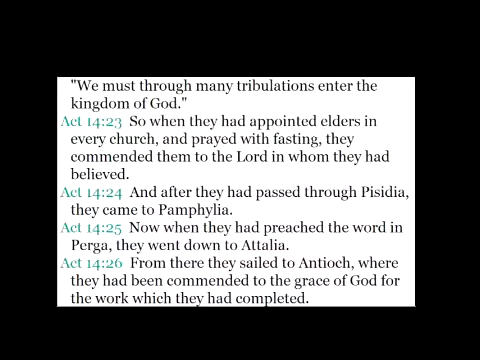 "We must through many tribulations enter the
kingdom of God."
Act 14:23 So when they had appointed elders in
every church, and prayed with fasting, they
commended them to the Lord in whom they had
believed.
Act 14:24 And after they had passed through Pisidia,
they came to Pamphylia.
Act 14:25 Now when they had preached the word in
Perga, they went down to Attalia.
Act 14:26 From there they sailed to Antioch, where
they had been commended to the grace of God for
the work which they had completed.